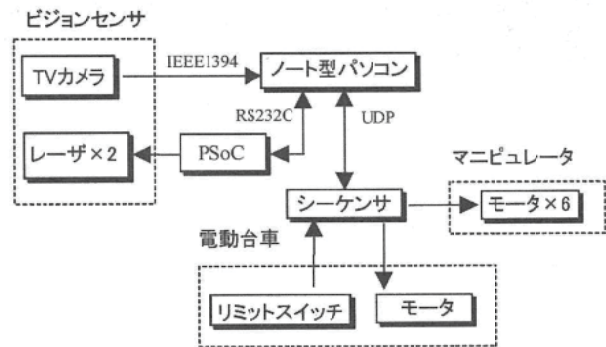 ビジョンセンサ
TVカメラ
IEEE1394
ノート型パソコン
RS232C
UDP
レーザ×2
PSoC
マニピュレータ
シーケンサ
モータ×6
電動台車
リミットスイッチ
モータ